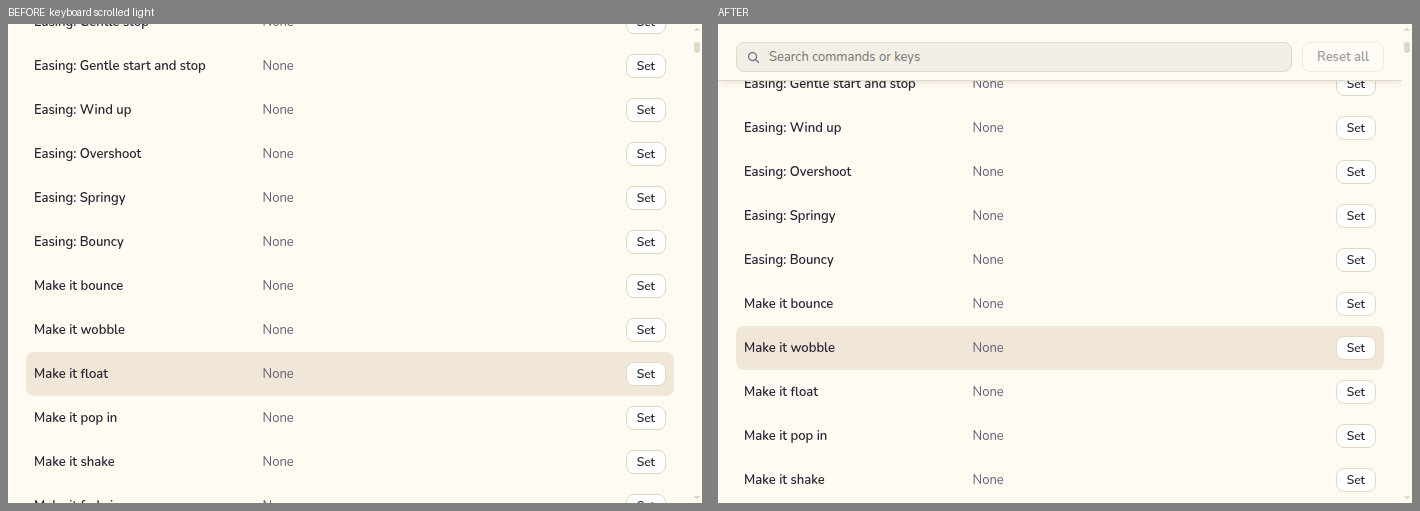 BEFORE keyboard scrolled light
Easing: Gentle stop Set
Easing: Gentle start and stop None Set
Easing: Wind up None Set
Easing: Overshoot None Set
Easing: Springy None Set
Easing: Bouncy None Set
Make it bounce None Set
Make it wobble None Set
Make it float None Set
Make it pop in None Set
Make it shake None Set
AFTER
Search commands or keys Reset all
Easing: Gentle start and stop None Set
Easing: Wind up None Set
Easing: Overshoot None Set
Easing: Springy None Set
Easing: Bouncy None Set
Make it bounce None Set
Make it wobble None Set
Make it float None Set
Make it pop in None Set
Make it shake None Set